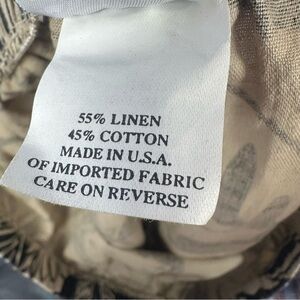 55% LINEN
45% COTTON
MADE IN U.S.A.
OF IMPORTED FABRIC
CARE ON REVERSE